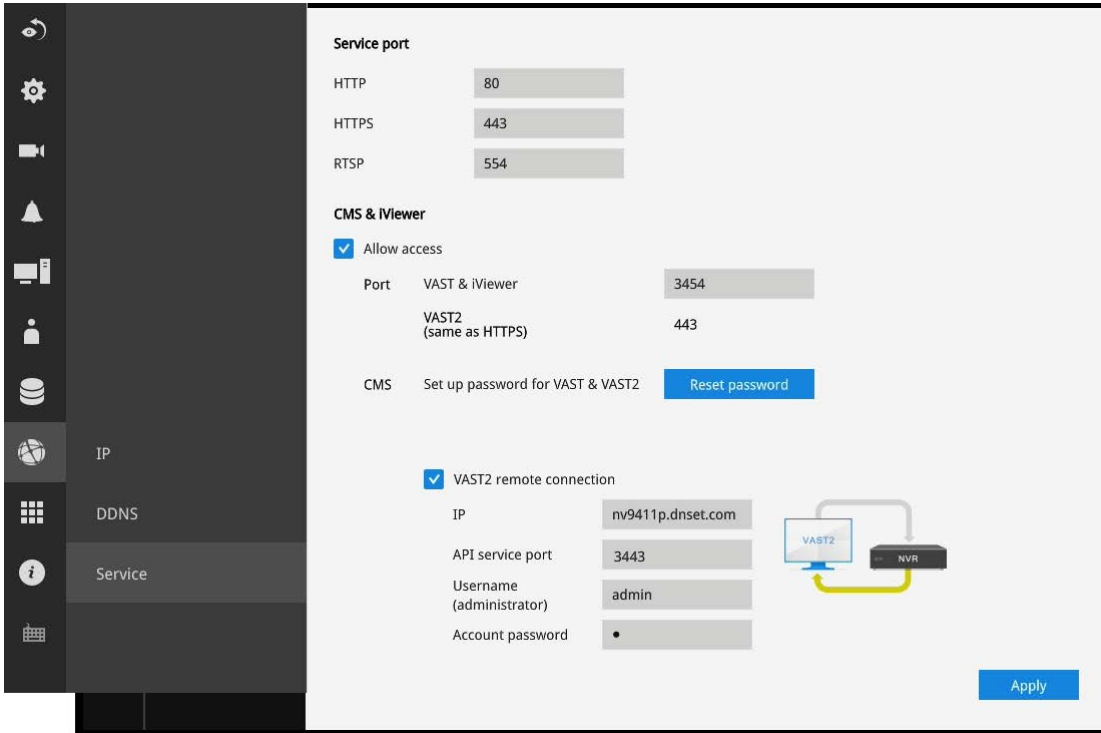 Service port
HTTP 80
HTTPS 443
RTSP 554
CMS & iViewer
Allow access
Port VAST & iViewer 3454
VAST2
(same as HTTPS) 443
CMS Set up password for VAST & VAST2 Reset password
IP
VAST2 remote connection
DDNS
IP nv9411p.dnset.com
VAST2
NVR
API service port 3443
Service
Username
(administrator) admin
Account password •
Apply